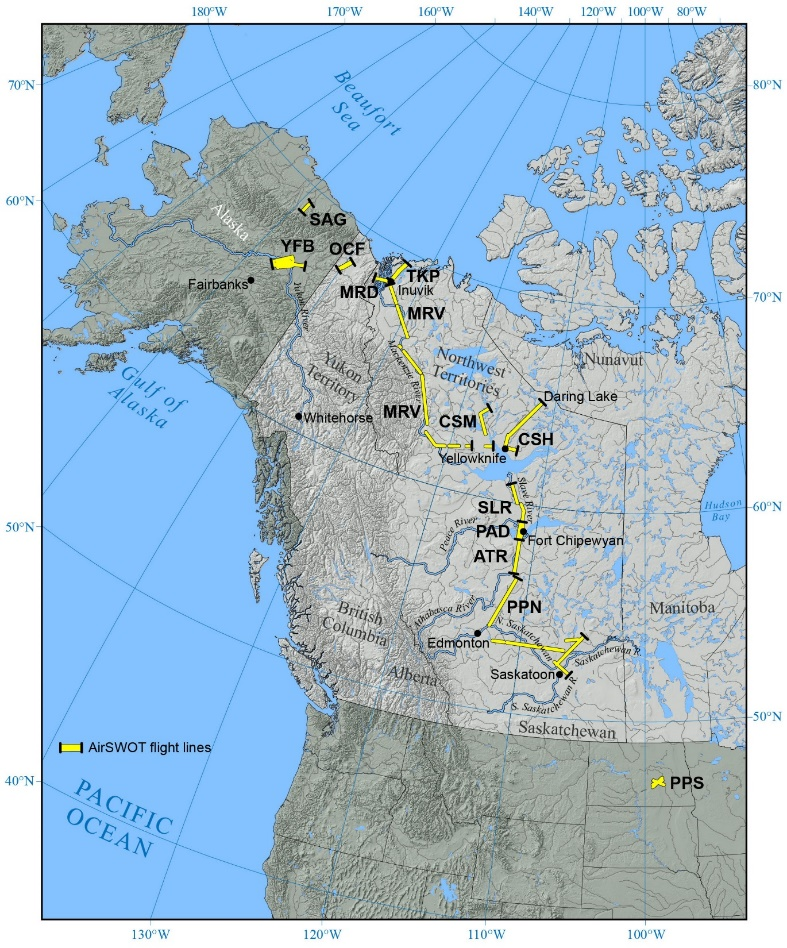 180°W
170°W
160°W
140°W
120°W
100°W
80°W
70°N
80°N
Beaufort
Sea
60°N
Alaska
SAG
YFB
OCF
TKP
Fairbanks
MRD
Inuvik
70°N
Yukon River
MRV
Mackenzie River
Northwest
Territories
Nunavut
Yukon
Territory
Gulf of
Alaska
Daring Lake
MRV
CSM
Whitehorse
CSH
Yellowknife
Slave River
SLR
60°N
Hudson
Bay
50°N
Peace River
PAD
Fort Chipewyan
ATR
PPN
Manitoba
British
Columbia
Athabasca River
N. Saskatchewan
Edmonton
Saskatchewan R.
Saskatoon
Alberta
S. Saskatchewan R.
50°N
Saskatchewan
AirSWOT flight lines
40°N
PPS
PACIFIC
OCEAN
130°W
120°W
110°W
100°W